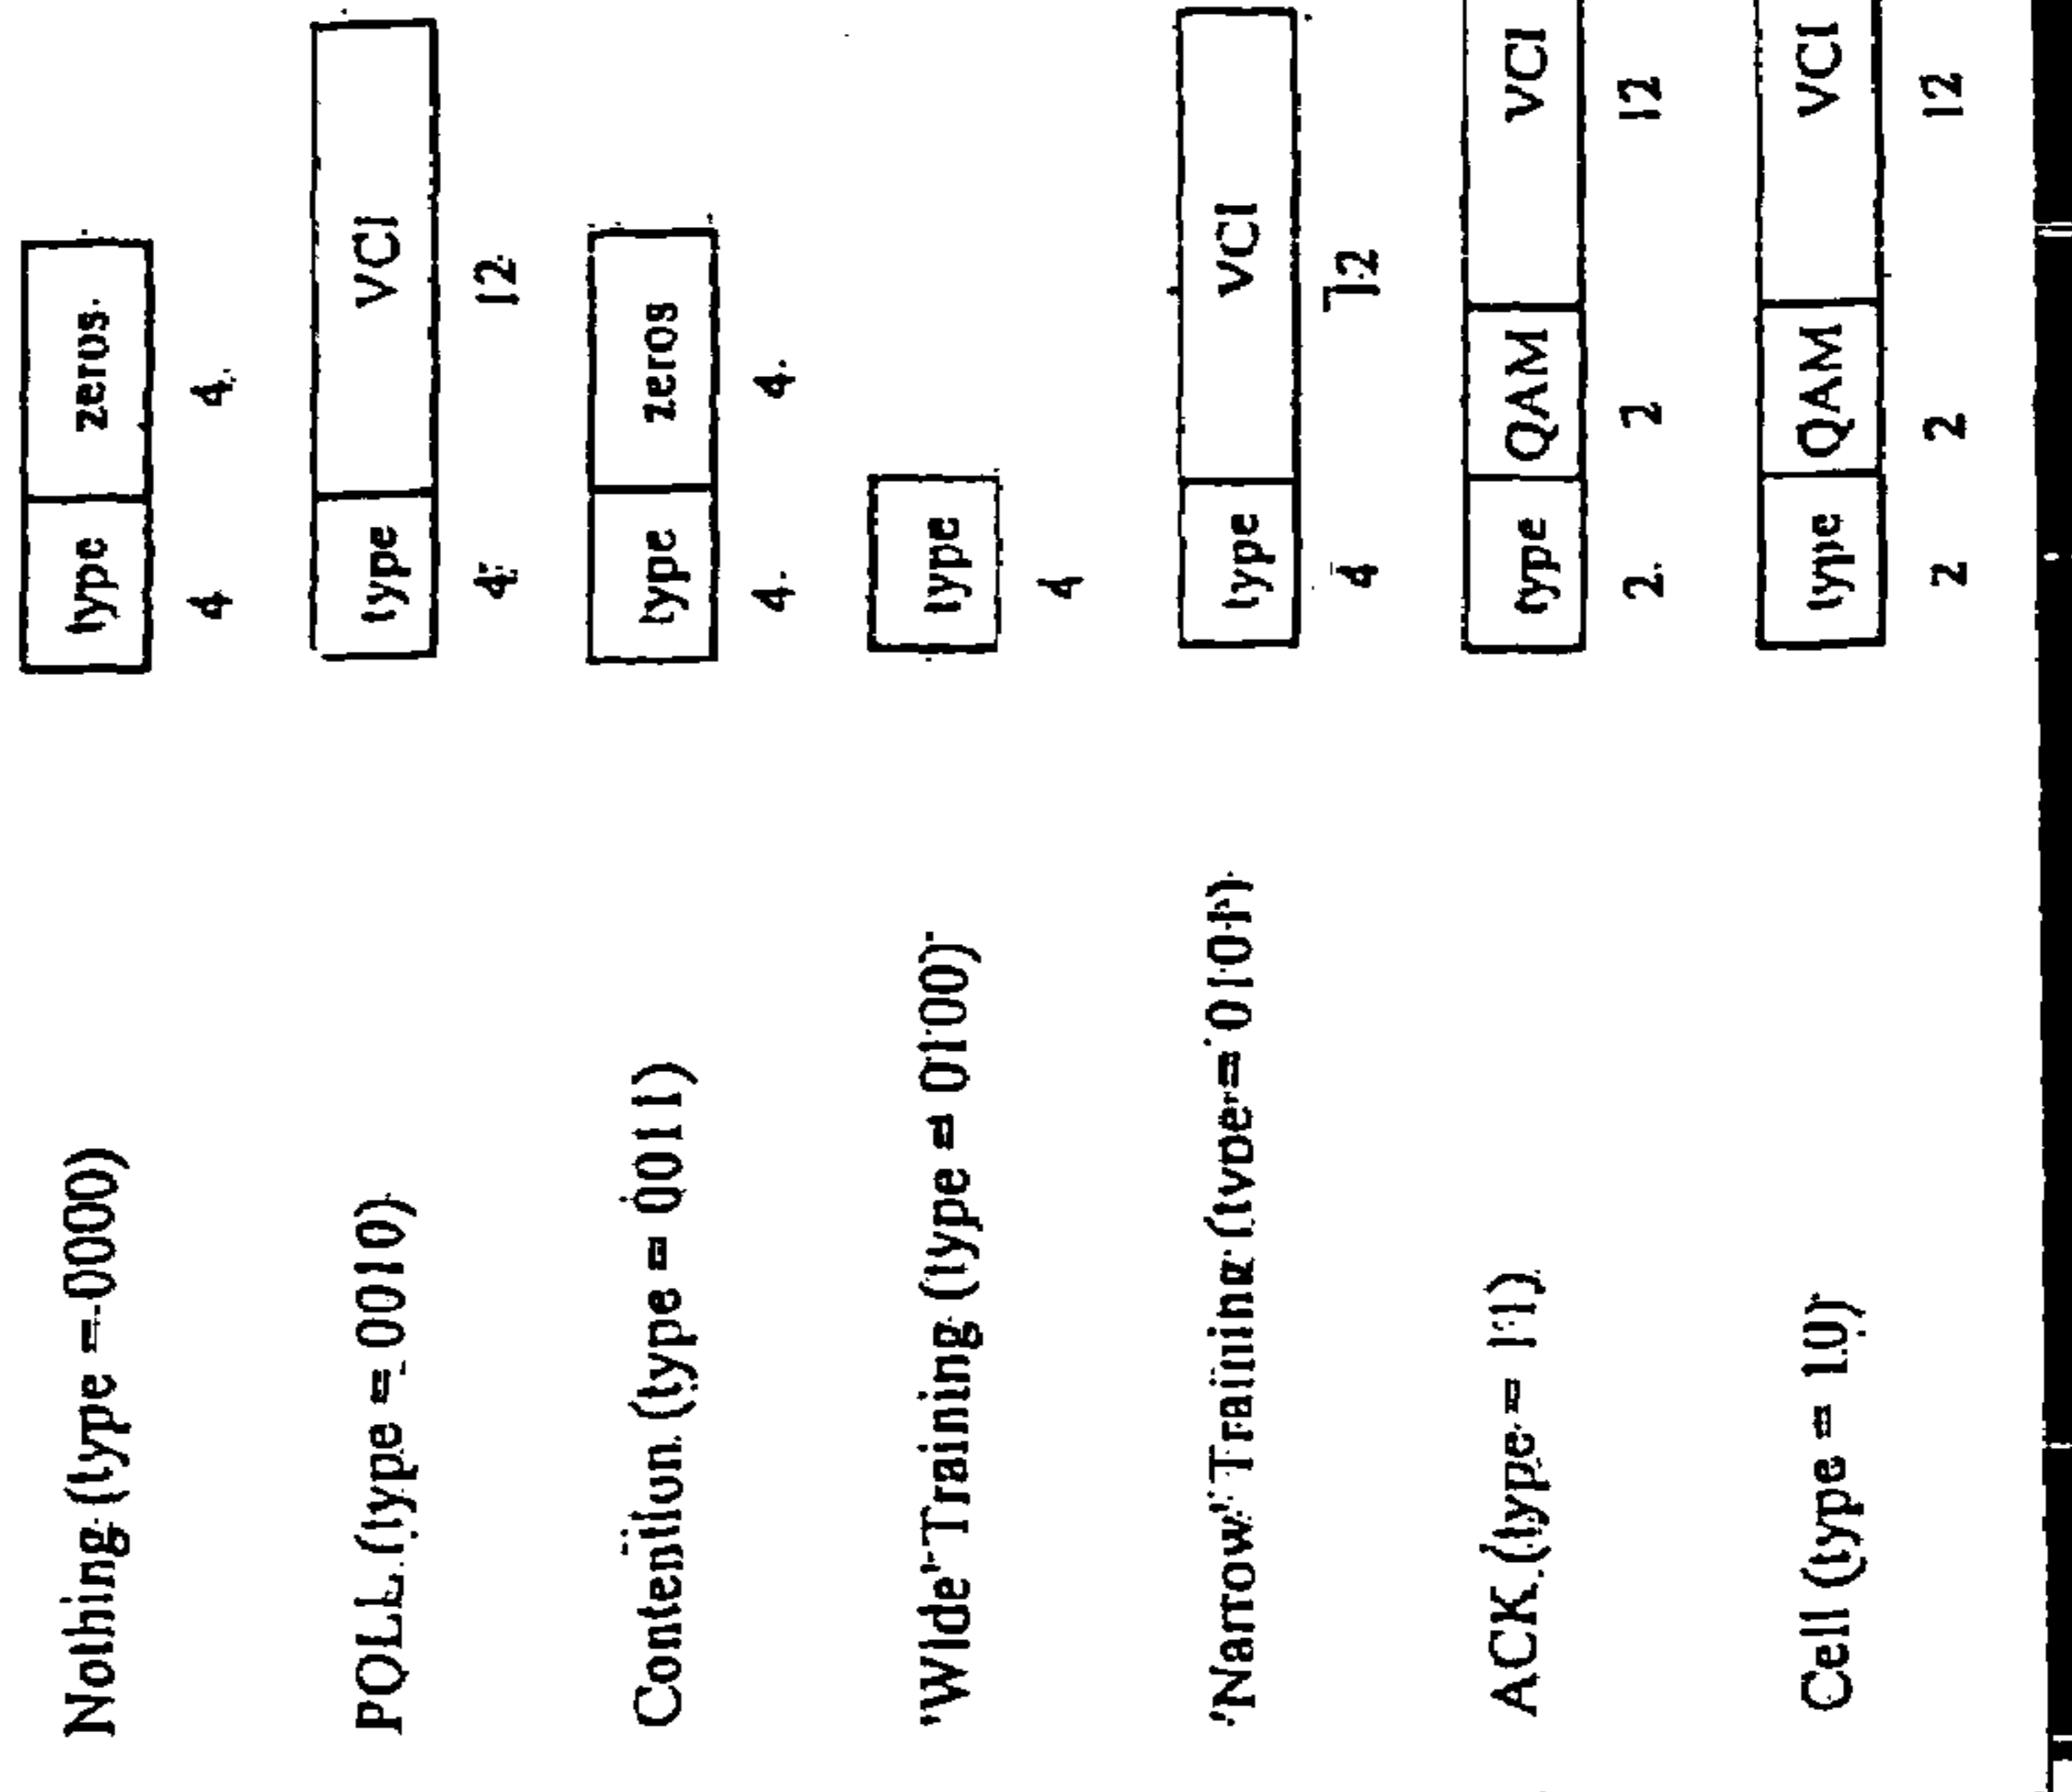 Nothing (type = 0000)
type zeros
4 4
POLL (type = 0010)
type VCI
4 12
Contention (type = 0011)
type zeros
4 4
'Wide' Training (type = 0100)
type
4
'Narrow' Training (type = 0101)
type VCI
4 12
ACK (type = 11)
type QAM VCI
2 2 12
Cell (type = 10)
type QAM VCI
2 2 12